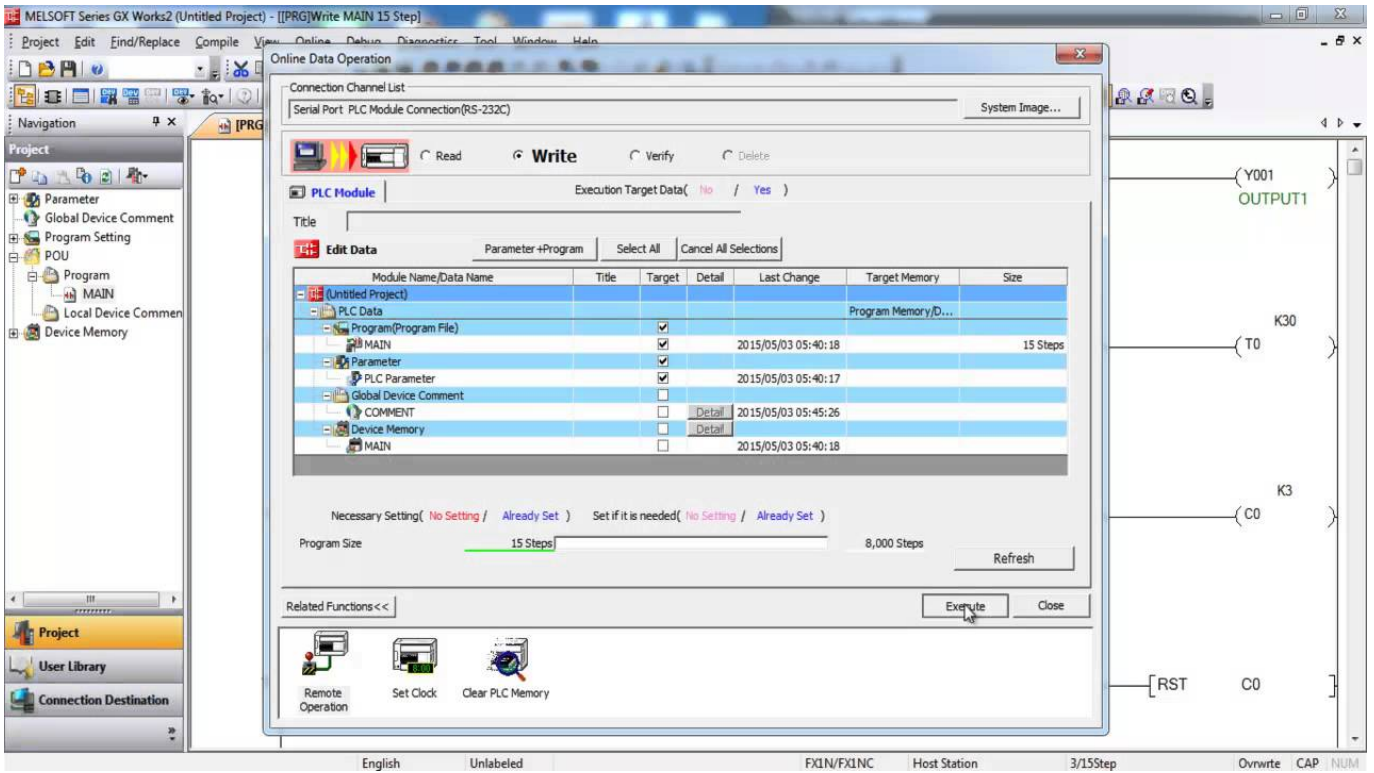 MELSOFT Series GX Works2 (Untitled Project) - [[PRG]Write MAIN 15 Step]
Project Edit Find/Replace Compile View Online Debug Diagnostics Tool Window Help
Online Data Operation
Connection Channel List
Serial Port PLC Module Connection(RS-232C)
System Image...
Navigation
[PRG
Read Write Verify Delete
Project
PLC Module
Execution Target Data( No / Yes )
Y001
OUTPUT1
Parameter
Global Device Comment
Program Setting
POU
Program
MAIN
Local Device Commen
Device Memory
Title
Edit Data
Parameter+Program
Select All
Cancel All Selections
Module Name/Data Name Title Target Detail Last Change Target Memory Size
(Untitled Project)
PLC Data Program Memory/D...
Program(Program File)
MAIN 2015/05/03 05:40:18 15 Steps
Parameter
PLC Parameter 2015/05/03 05:40:17
Global Device Comment
COMMENT Detail 2015/05/03 05:45:26
Device Memory Detail
MAIN 2015/05/03 05:40:18
K30
T0
K3
C0
Necessary Setting( No Setting / Already Set ) Set if it is needed( No Setting / Already Set )
Program Size 15 Steps 8,000 Steps
Refresh
Related Functions<<
Execute
Close
Project
User Library
Connection Destination
Remote
Operation
Set Clock
Clear PLC Memory
RST C0
English Unlabeled FX1N/FX1NC Host Station 3/15Step Ovrwrte CAP NUM